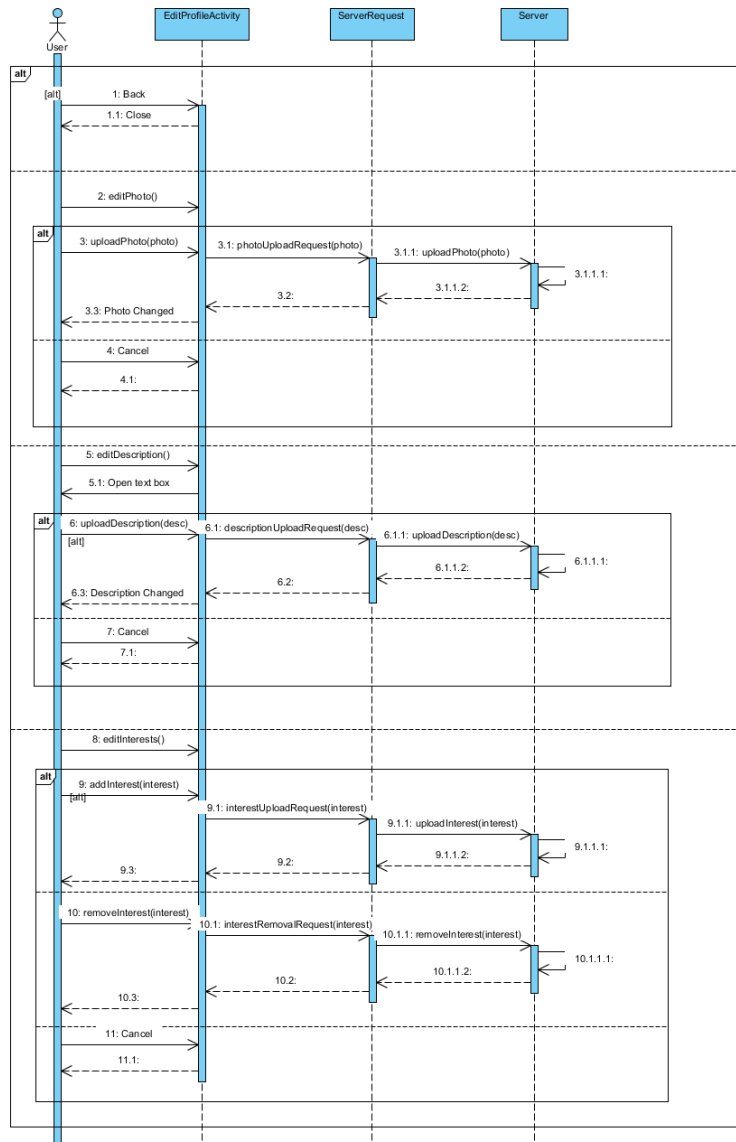 EditProfileActivity
ServerRequest
Server
User
alt
[alt]
1: Back
1.1: Close
2: editPhoto()
alt
3: uploadPhoto(photo)
3.1: photoUploadRequest(photo)
3.1.1: uploadPhoto(photo)
3.1.1.1:
3.1.1.2:
3.2:
3.3: Photo Changed
4: Cancel
4.1:
5: editDescription()
5.1: Open text box
alt
6: uploadDescription(desc)
[alt]
6.1: descriptionUploadRequest(desc)
6.1.1: uploadDescription(desc)
6.1.1.1:
6.1.1.2:
6.2:
6.3: Description Changed
7: Cancel
7.1:
8: editInterests()
alt
9: addInterest(interest)
[alt]
9.1: interestUploadRequest(interest)
9.1.1: uploadInterest(interest)
9.1.1.1:
9.1.1.2:
9.2:
9.3:
10: removeInterest(interest)
10.1: interestRemovalRequest(interest)
10.1.1: removeInterest(interest)
10.1.1.1:
10.1.1.2:
10.2:
10.3:
11: Cancel
11.1: